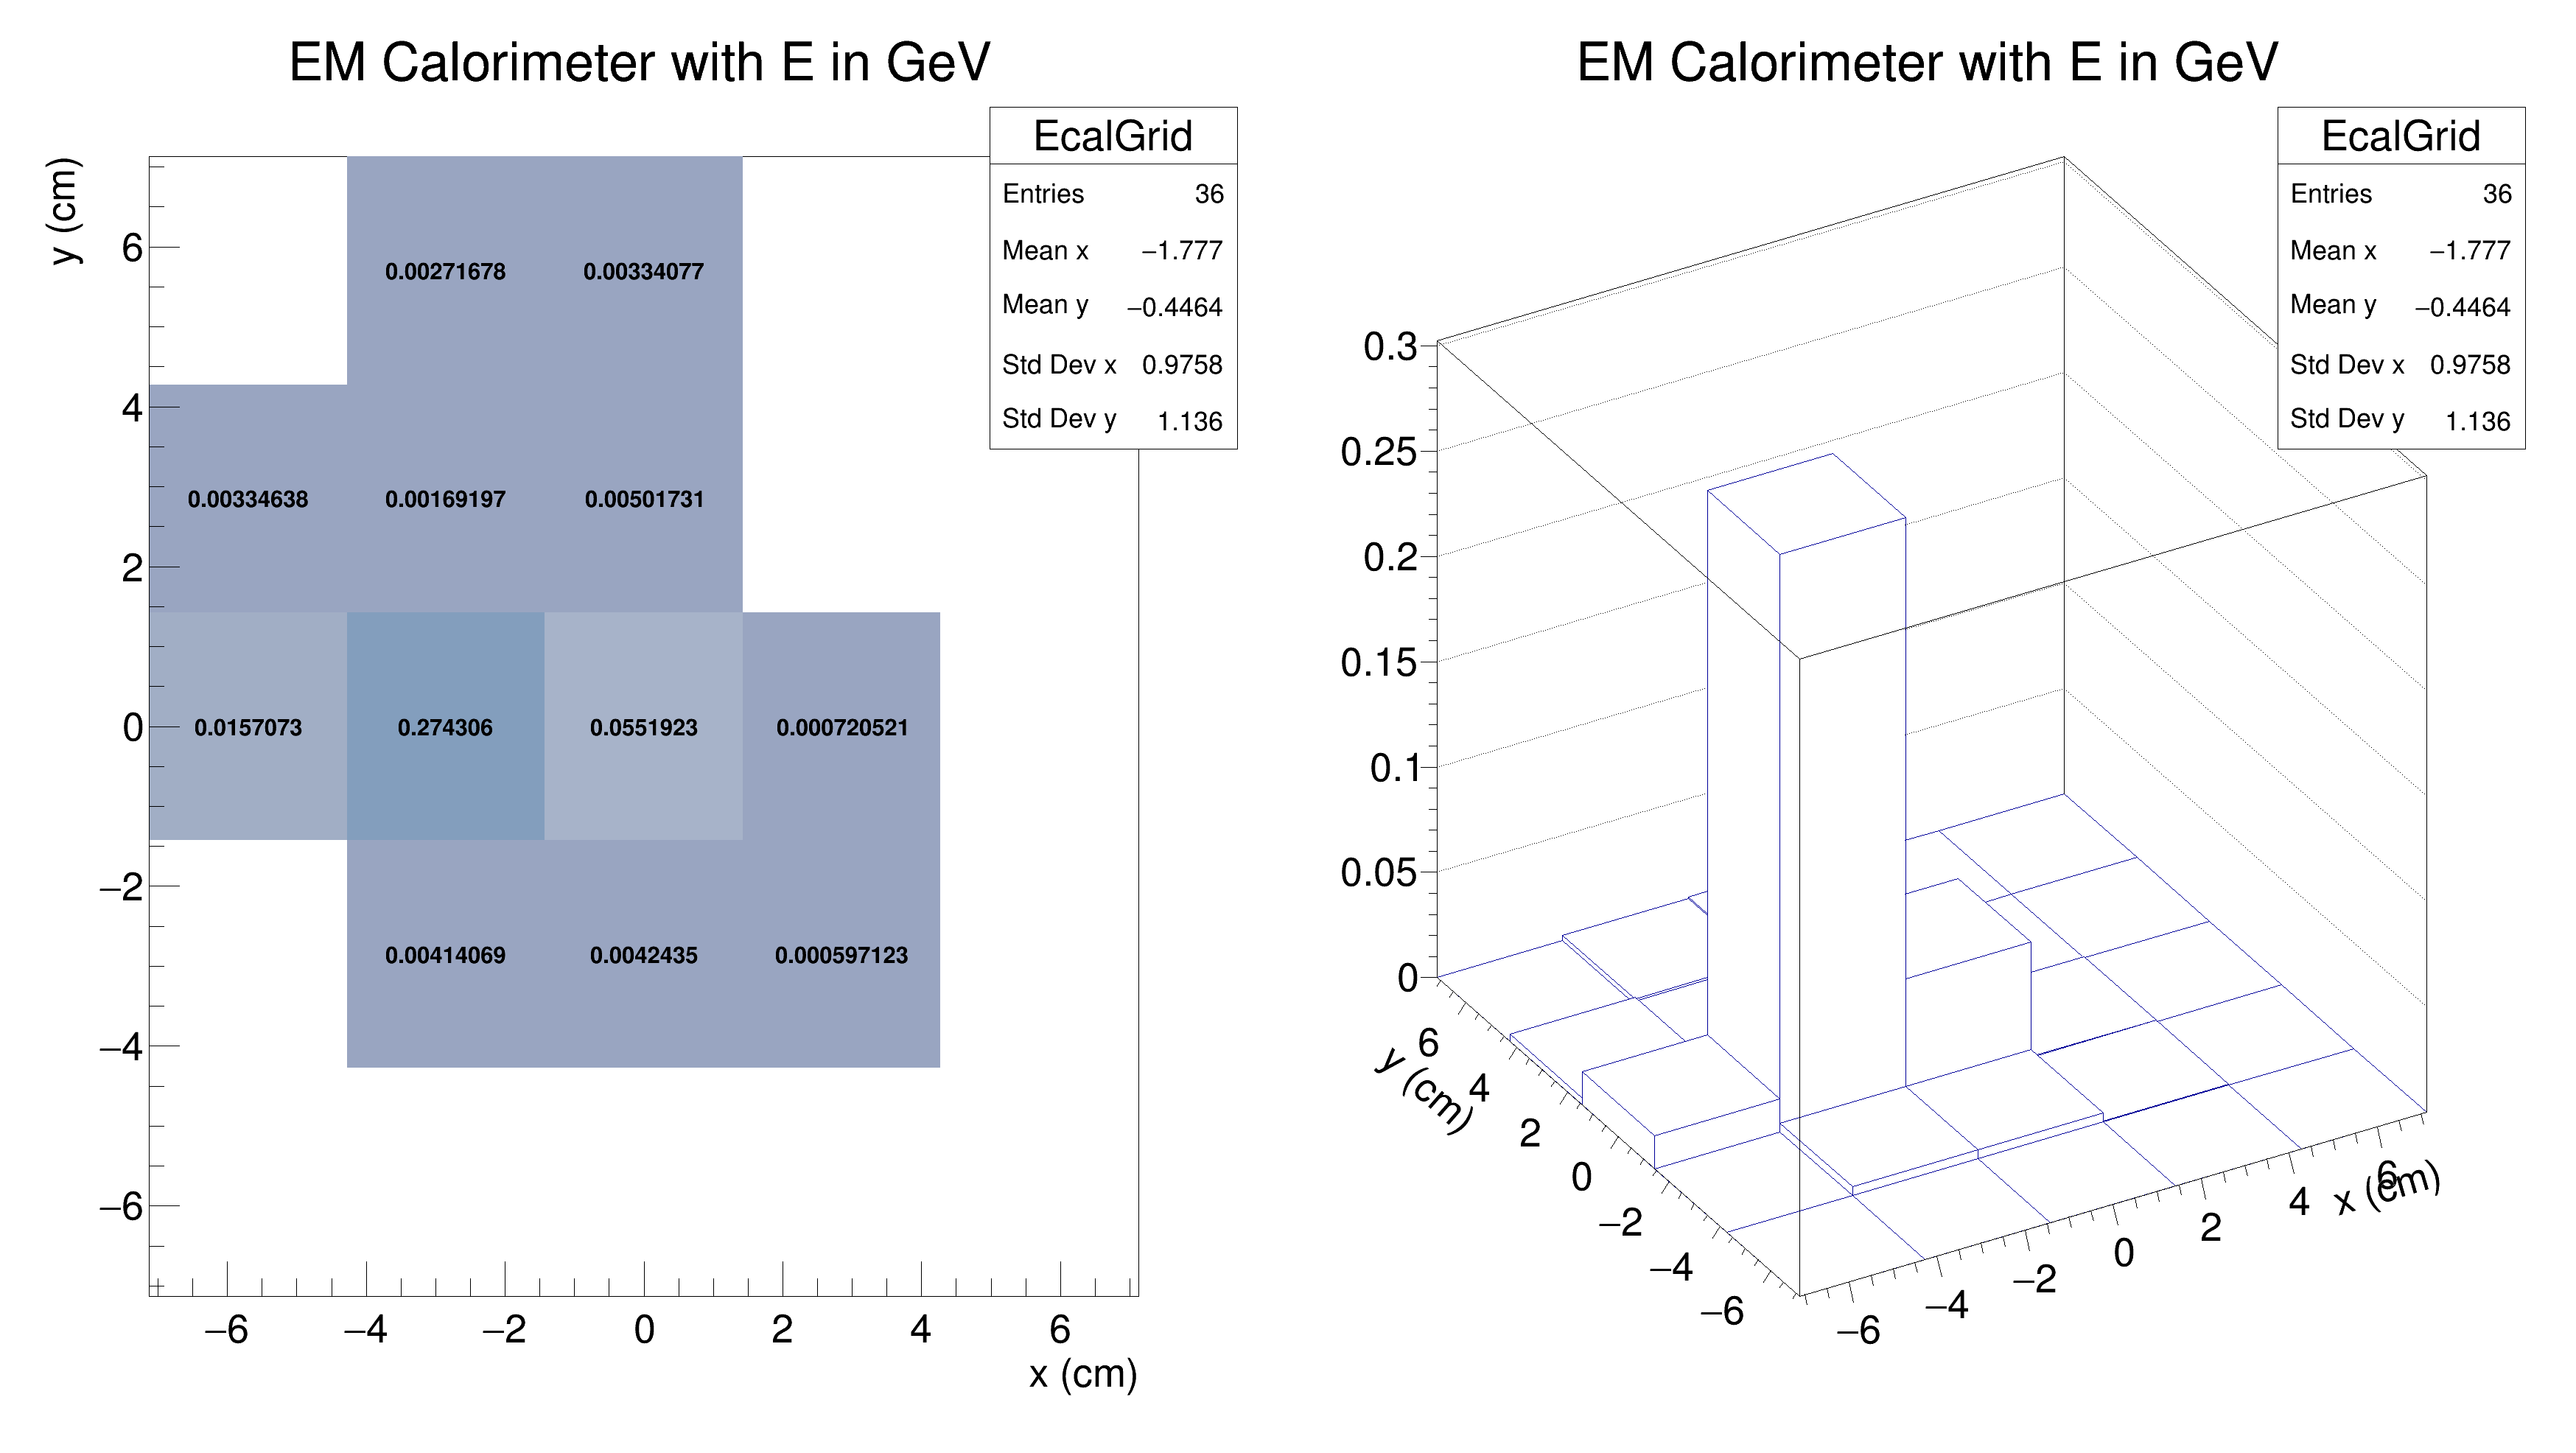 EM Calorimeter with E in GeV
EcalGrid
Entries 36
Mean x −1.777
Mean y −0.4464
Std Dev x 0.9758
Std Dev y 1.136
y (cm)
6
4
2
0
−2
−4
−6
0.00271678 0.00334077
0.00334638 0.00169197 0.00501731
0.0157073 0.274306 0.0551923 0.000720521
0.00414069 0.0042435 0.000597123
−6 −4 −2 0 2 4 6
x (cm)
EM Calorimeter with E in GeV
EcalGrid
Entries 36
Mean x −1.777
Mean y −0.4464
Std Dev x 0.9758
Std Dev y 1.136
0.3
0.25
0.2
0.15
0.1
0.05
0
y (cm)
6
4
2
0
−2
−4
−6
−6 −4 −2 0 2 4 6
x (cm)